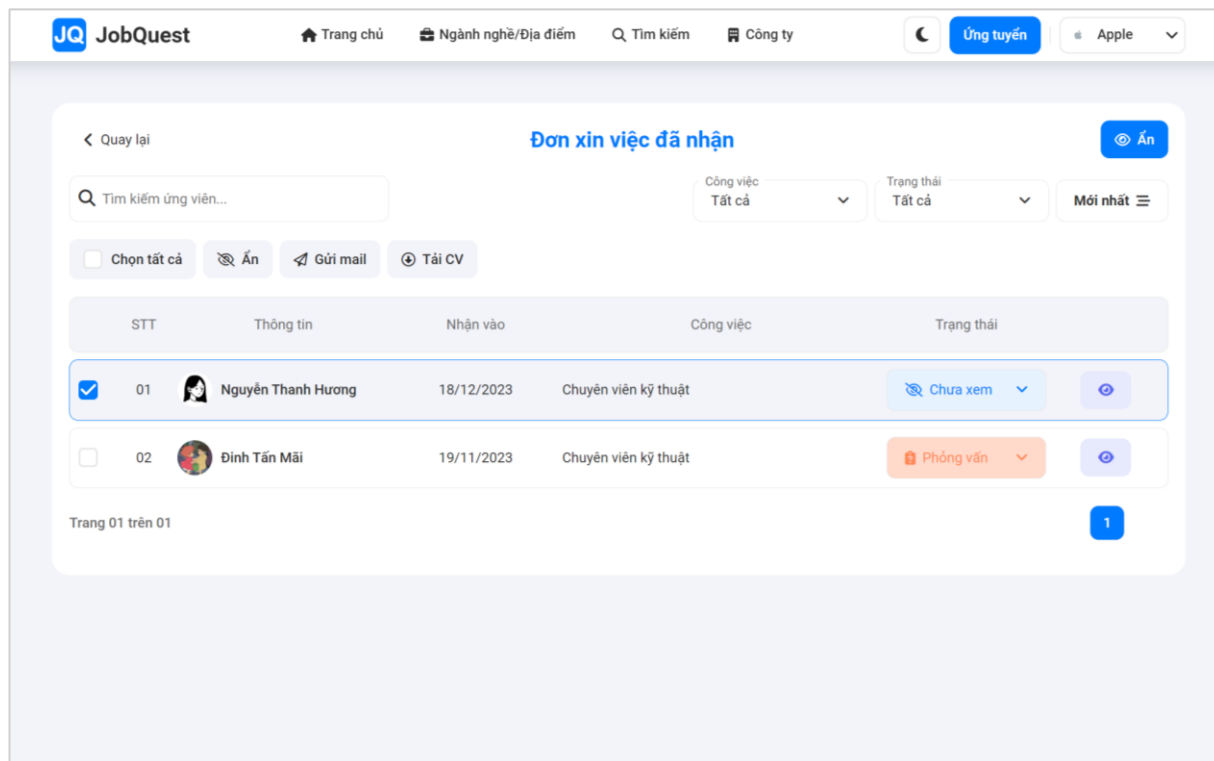 JQ JobQuest Trang chủ Ngành nghề/Địa điểm Tìm kiếm Công ty Ứng tuyển Apple
Quay lại Đơn xin việc đã nhận Ẩn
Công việc Trạng thái
Tìm kiếm ứng viên... Tất cả Tất cả Mới nhất
Chọn tất cả Ẩn Gửi mail Tải CV
STT Thông tin Nhận vào Công việc Trạng thái
01 Nguyễn Thanh Hương 18/12/2023 Chuyên viên kỹ thuật Chưa xem
02 Đinh Tấn Mãi 19/11/2023 Chuyên viên kỹ thuật Phỏng vấn
Trang 01 trên 01 1